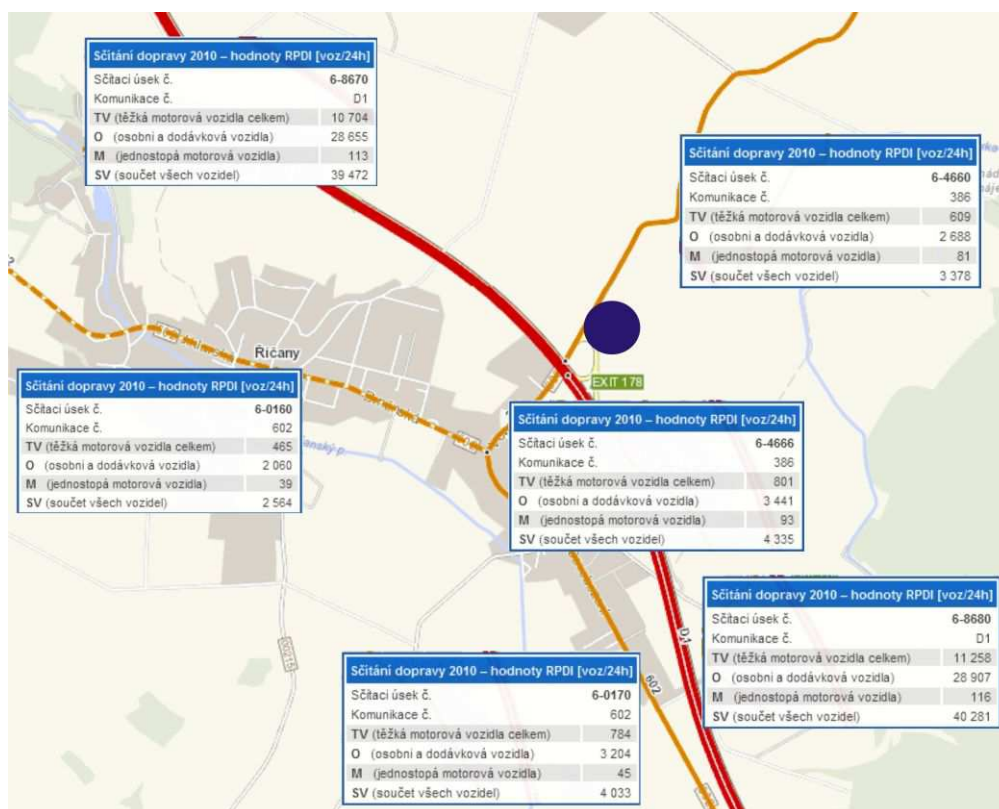 Sčítání dopravy 2010 – hodnoty RPDI [voz/24h]
Sčítací úsek č. 6-8670
Komunikace č. D1
TV (těžká motorová vozidla celkem) 10 704
O (osobní a dodávková vozidla) 28 655
M (jednostopá motorová vozidla) 113
SV (součet všech vozidel) 39 472
Sčítání dopravy 2010 – hodnoty RPDI [voz/24h]
Sčítací úsek č. 6-4660
Komunikace č. 386
TV (těžká motorová vozidla celkem) 609
O (osobní a dodávková vozidla) 2 688
M (jednostopá motorová vozidla) 81
SV (součet všech vozidel) 3 378
Říčany
EXIT 178
Sčítání dopravy 2010 – hodnoty RPDI [voz/24h]
Sčítací úsek č. 6-0160
Komunikace č. 602
TV (těžká motorová vozidla celkem) 465
O (osobní a dodávková vozidla) 2 060
M (jednostopá motorová vozidla) 39
SV (součet všech vozidel) 2 564
Sčítání dopravy 2010 – hodnoty RPDI [voz/24h]
Sčítací úsek č. 6-4666
Komunikace č. 386
TV (těžká motorová vozidla celkem) 801
O (osobní a dodávková vozidla) 3 441
M (jednostopá motorová vozidla) 93
SV (součet všech vozidel) 4 335
Sčítání dopravy 2010 – hodnoty RPDI [voz/24h]
Sčítací úsek č. 6-8680
Komunikace č. D1
TV (těžká motorová vozidla celkem) 11 258
O (osobní a dodávková vozidla) 28 907
M (jednostopá motorová vozidla) 116
SV (součet všech vozidel) 40 281
D1
602
00215
Sčítání dopravy 2010 – hodnoty RPDI [voz/24h]
Sčítací úsek č. 6-0170
Komunikace č. 602
TV (těžká motorová vozidla celkem) 784
O (osobní a dodávková vozidla) 3 204
M (jednostopá motorová vozidla) 45
SV (součet všech vozidel) 4 033